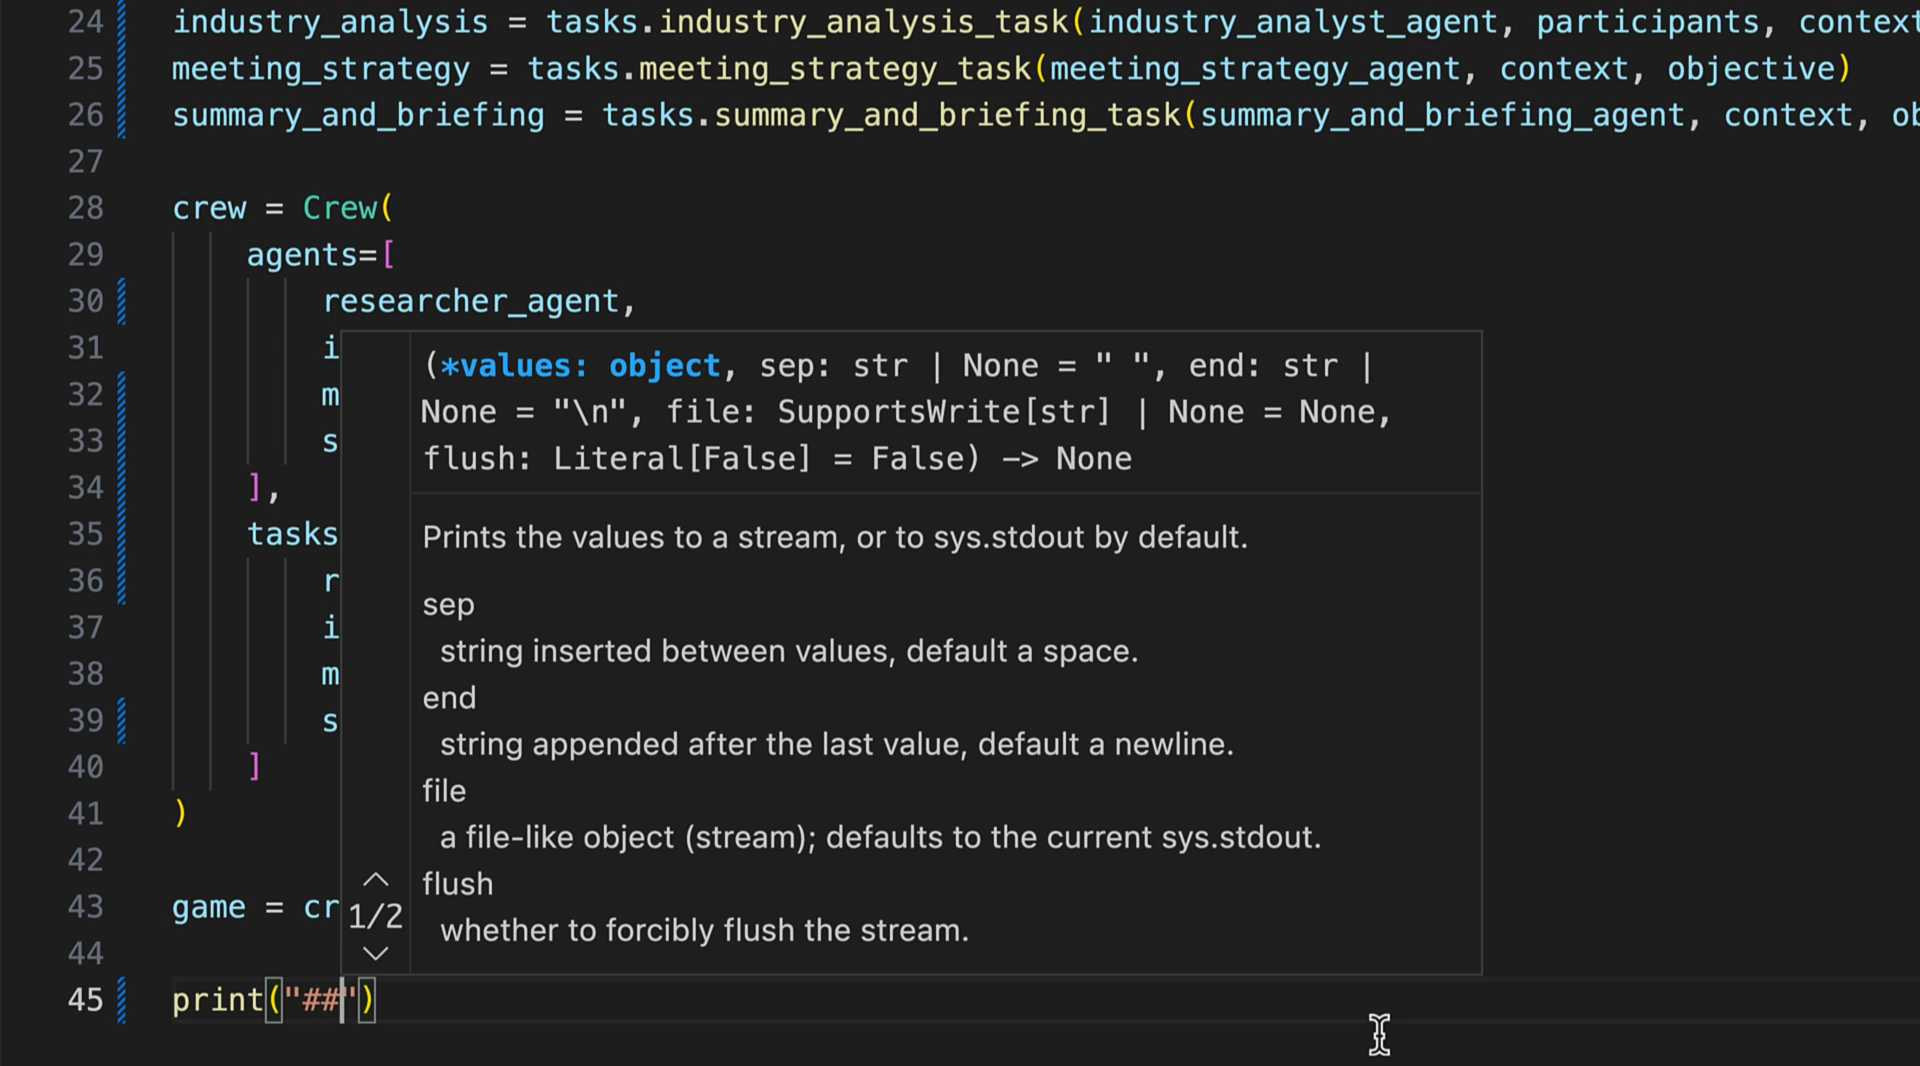 24 industry_analysis = tasks.industry_analysis_task(industry_analyst_agent, participants, context
25 meeting_strategy = tasks.meeting_strategy_task(meeting_strategy_agent, context, objective)
26 summary_and_briefing = tasks.summary_and_briefing_task(summary_and_briefing_agent, context, ob
27
28 crew = Crew(
29 agents=[
30 researcher_agent,
31 i
32 m
33 s
34 ],
35 tasks
36 r
37 i
38 m
39 s
40 ]
41 )
42
43 game = cr
44
45 print("##")
(*values: object, sep: str | None = " ", end: str |
None = "\n", file: SupportsWrite[str] | None = None,
flush: Literal[False] = False) -> None
Prints the values to a stream, or to sys.stdout by default.
sep
string inserted between values, default a space.
end
string appended after the last value, default a newline.
file
a file-like object (stream); defaults to the current sys.stdout.
flush
whether to forcibly flush the stream.
1/2